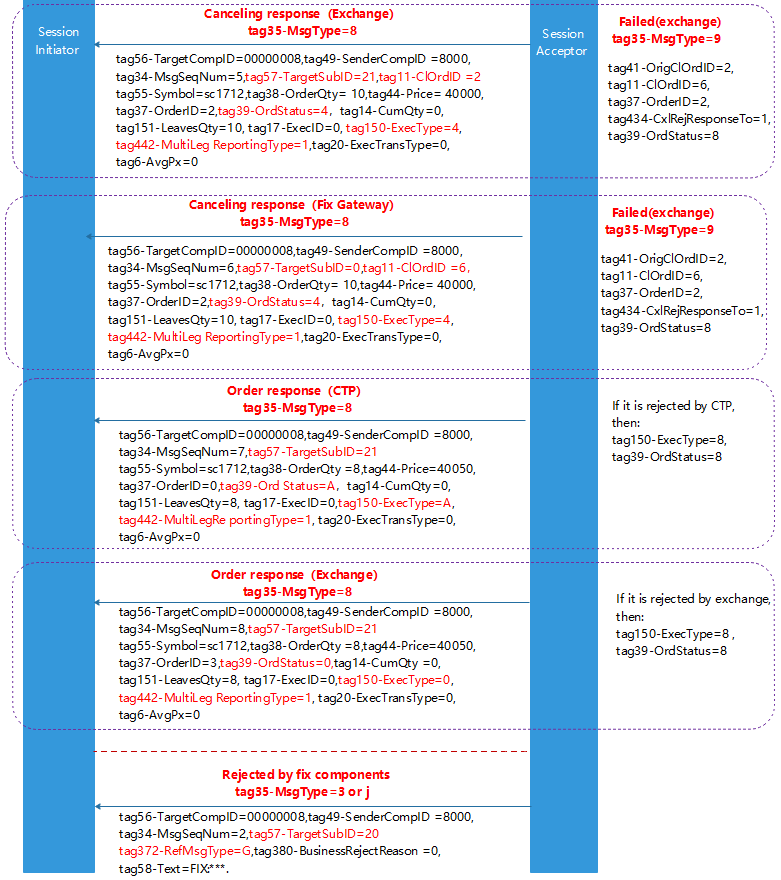 Session
Initiator
Session
Acceptor
Canceling response (Exchange)
tag35-MsgType=8
tag56-TargetCompID=00000008,tag49-SenderCompID =8000,
tag34-MsgSeqNum=5,tag57-TargetSubID=21,tag11-ClOrdID =2
tag55-Symbol=sc1712,tag38-OrderQty= 10,tag44-Price= 40000,
tag37-OrderID=2,tag39-OrdStatus=4, tag14-CumQty=0,
tag151-LeavesQty=10, tag17-ExecID=0, tag150-ExecType=4,
tag442-MultiLeg ReportingType=1,tag20-ExecTransType=0,
tag6-AvgPx=0
Failed(exchange)
tag35-MsgType=9
tag41-OrigClOrdID=2,
tag11-ClOrdID=6,
tag37-OrderID=2,
tag434-CxlRejResponseTo=1,
tag39-OrdStatus=8
Canceling response (Fix Gateway)
tag35-MsgType=8
tag56-TargetCompID=00000008,tag49-SenderCompID =8000,
tag34-MsgSeqNum=6,tag57-TargetSubID=0,tag11-ClOrdID =6,
tag55-Symbol=sc1712,tag38-OrderQty= 10,tag44-Price= 40000,
tag37-OrderID=2,tag39-OrdStatus=4, tag14-CumQty=0,
tag151-LeavesQty=10, tag17-ExecID=0, tag150-ExecType=4,
tag442-MultiLeg ReportingType=1,tag20-ExecTransType=0,
tag6-AvgPx=0
Failed(exchange)
tag35-MsgType=9
tag41-OrigClOrdID=2,
tag11-ClOrdID=6,
tag37-OrderID=2,
tag434-CxlRejResponseTo=1,
tag39-OrdStatus=8
Order response (CTP)
tag35-MsgType=8
tag56-TargetCompID=00000008,tag49-SenderCompID =8000,
tag34-MsgSeqNum=7,tag57-TargetSubID=21
tag55-Symbol=sc1712,tag38-OrderQty =8,tag44-Price=40050,
tag37-OrderID=0,tag39-Ord Status=A, tag14-CumQty=0,
tag151-LeavesQty=8, tag17-ExecID=0,tag150-ExecType=A,
tag442-MultiLegRe portingType=1, tag20-ExecTransType=0,
tag6-AvgPx=0
If it is rejected by CTP,
then:
tag150-ExecType=8,
tag39-OrdStatus=8
Order response (Exchange)
tag35-MsgType=8
tag56-TargetCompID=00000008,tag49-SenderCompID =8000,
tag34-MsgSeqNum=8,tag57-TargetSubID=21
tag55-Symbol=sc1712,tag38-OrderQty =8,tag44-Price=40050,
tag37-OrderID=3,tag39-OrdStatus=0,tag14-CumQty =0,
tag151-LeavesQty=8, tag17-ExecID=0,tag150-ExecType=0,
tag442-MultiLegReportingType=1, tag20-ExecTransType=0,
tag6-AvgPx=0
If it is rejected by exchange,
then:
tag150-ExecType=8 ,
tag39-OrdStatus=8
Rejected by fix components
tag35-MsgType=3 or j
tag56-TargetCompID=00000008,tag49-SenderCompID =8000,
tag34-MsgSeqNum=2,tag57-TargetSubID=20
tag372-RefMsgType=G,tag380-BusinessRejectReason =0,
tag58-Text=FIX:***.